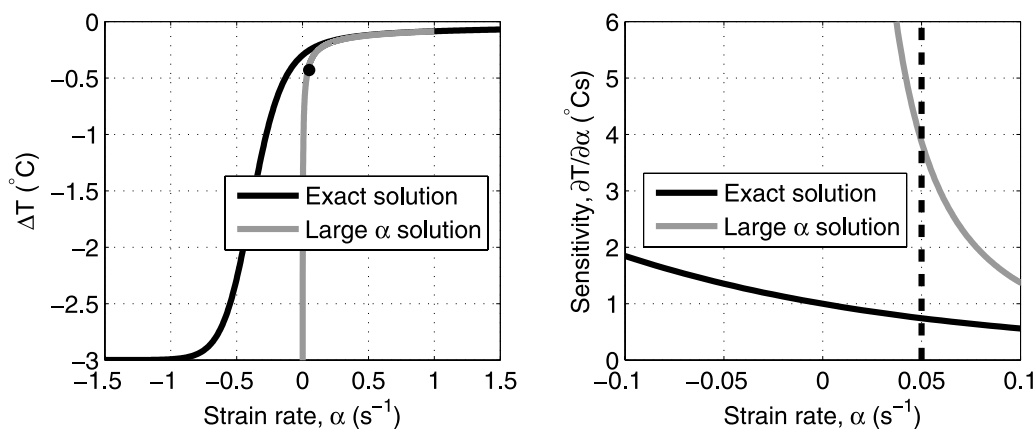 0
−0.5
−1
−1.5
−2
−2.5
−3
ΔT (°C)
Exact solution
Large α solution
−1.5 −1 −0.5 0 0.5 1 1.5
Strain rate, α (s⁻¹)
6
5
4
3
2
1
0
Sensitivity, ∂T/∂α (°Cs)
Exact solution
Large α solution
−0.1 −0.05 0 0.05 0.1
Strain rate, α (s⁻¹)